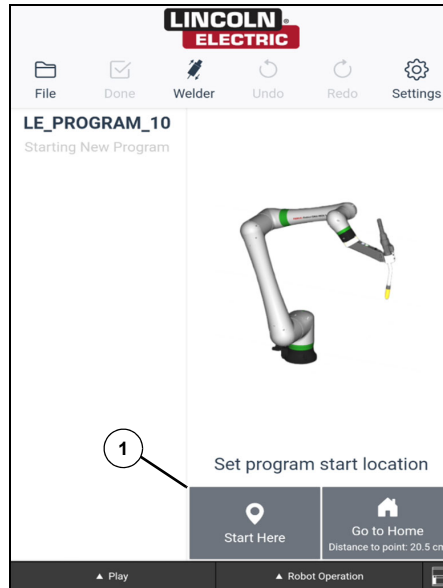 LINCOLN
ELECTRIC
File Done Welder Undo Redo Settings
LE_PROGRAM_10
Starting New Program
1
Set program start location
Start Here
Go to Home
Distance to point: 20.5 cm
▲ Play ▲ Robot Operation